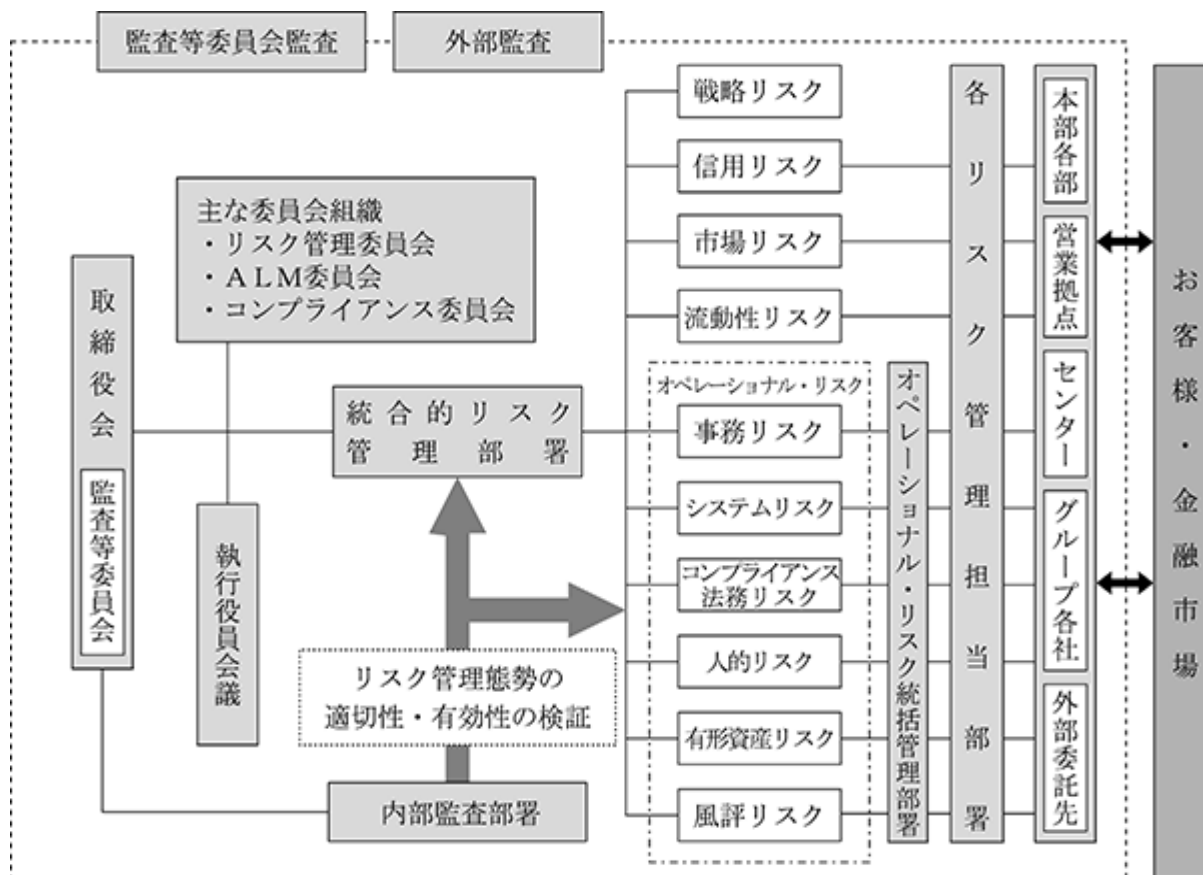 監査等委員会監査
外部監査
主な委員会組織
・リスク管理委員会
・ALM委員会
・コンプライアンス委員会
取締役会
監査等委員会
執行役員会議
統合的リスク
管理部署
リスク管理態勢の
適切性・有効性の検証
内部監査部署
戦略リスク
信用リスク
市場リスク
流動性リスク
オペレーショナル・リスク
事務リスク
システムリスク
コンプライアンス
法務リスク
人的リスク
有形資産リスク
風評リスク
オペレーショナル・リスク統括管理部署
各リスク管理担当部署
本部各部
営業拠点
センター
グループ各社
外部委託先
お客様・金融市場